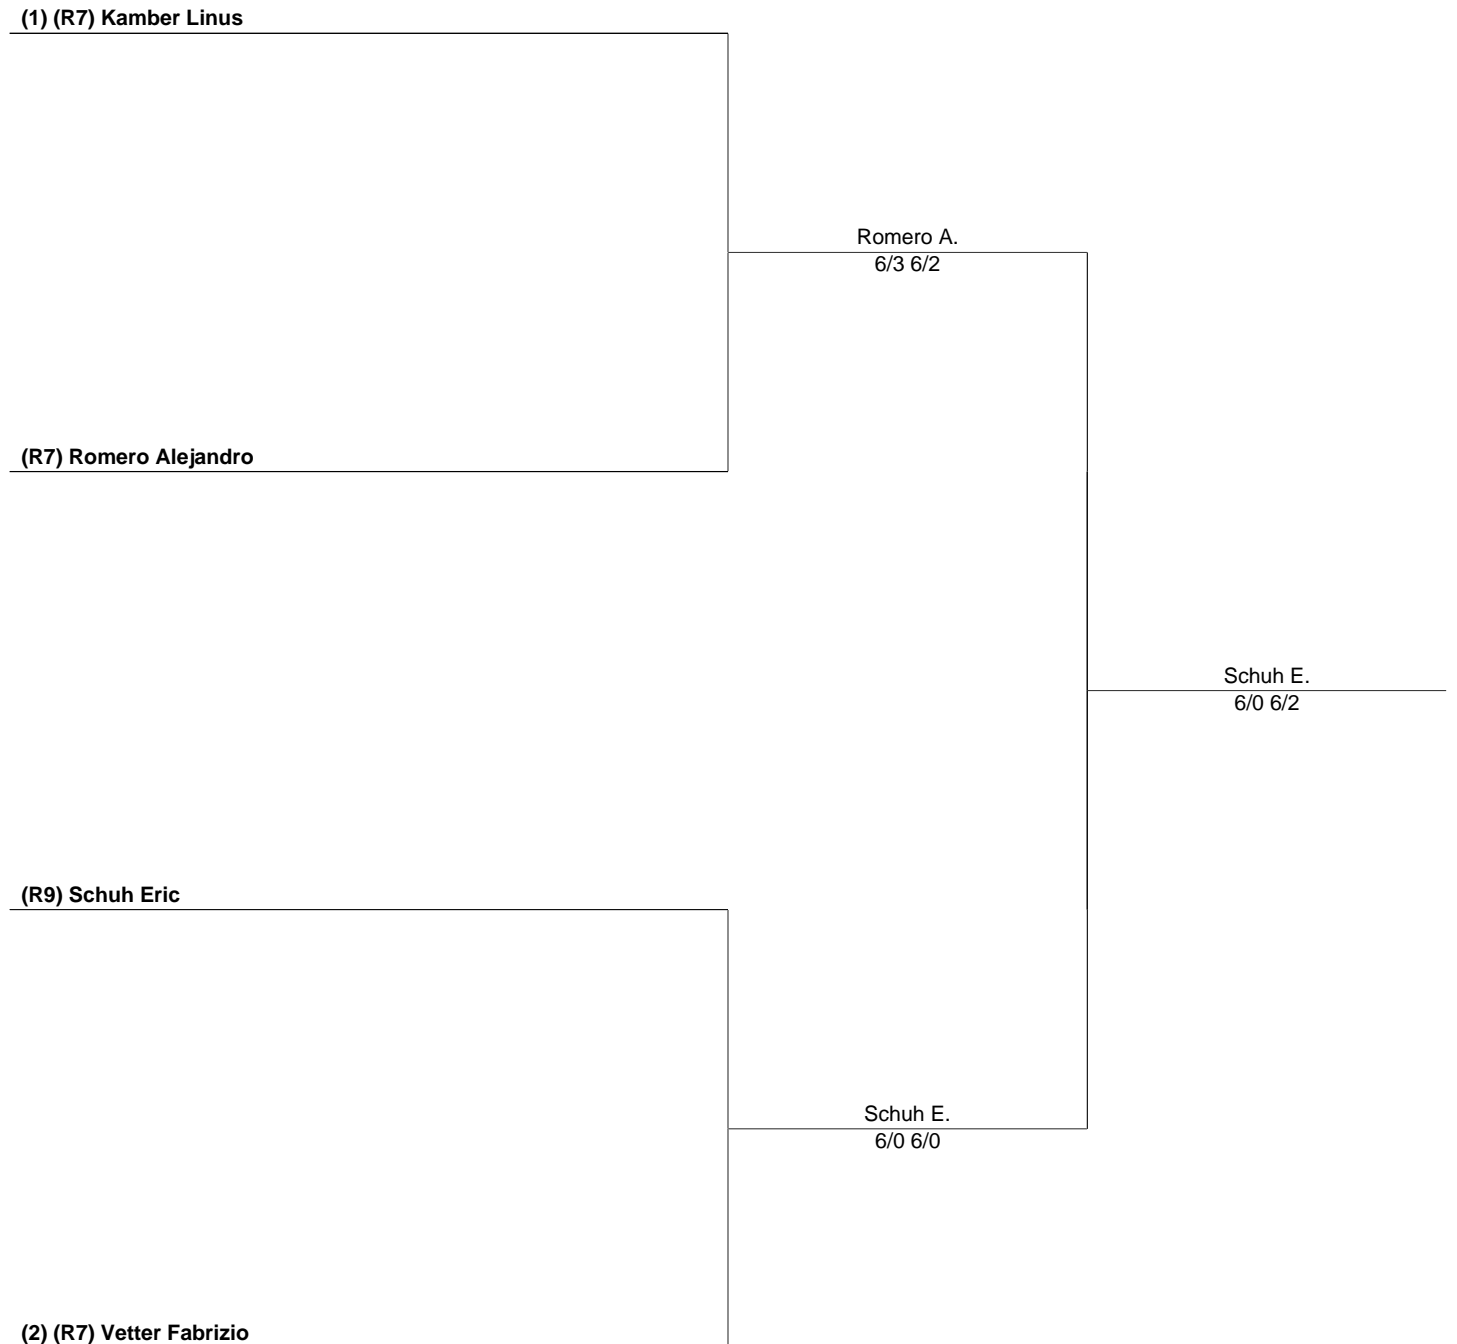 (1) (R7) Kamber Linus
Romero A.
6/3 6/2
(R7) Romero Alejandro
Schuh E.
6/0 6/2
(R9) Schuh Eric
Schuh E.
6/0 6/0
(2) (R7) Vetter Fabrizio